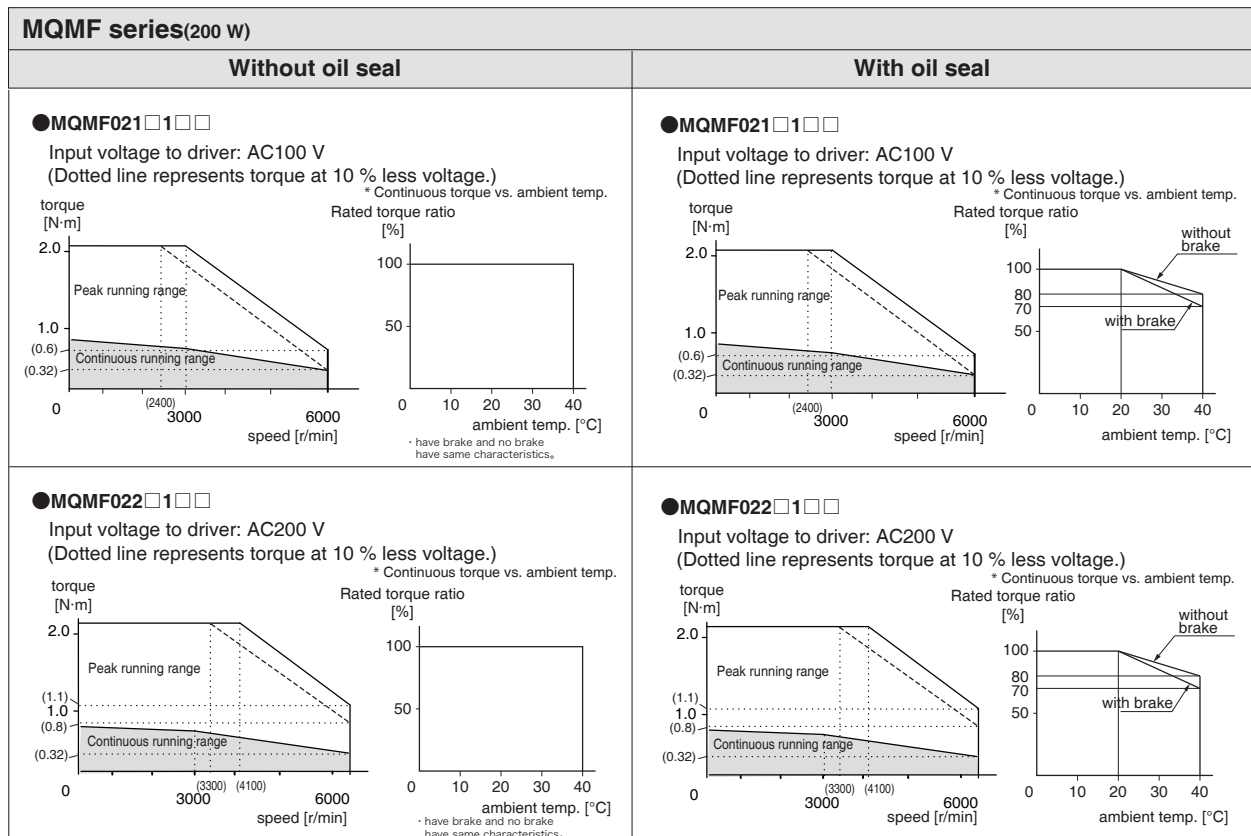 MQMF series(200 W)
Without oil seal
With oil seal
●MQMF021□1□□
Input voltage to driver: AC100 V
(Dotted line represents torque at 10 % less voltage.)
* Continuous torque vs. ambient temp.
torque
[N·m]
2.0
1.0
(0.6)
(0.32)
Peak running range
Continuous running range
0
(2400)
3000
6000
speed [r/min]
Rated torque ratio
[%]
100
50
0
10
20
30
40
ambient temp. [°C]
· have brake and no brake
have same characteristics。
●MQMF021□1□□
Input voltage to driver: AC100 V
(Dotted line represents torque at 10 % less voltage.)
* Continuous torque vs. ambient temp.
torque
[N·m]
2.0
1.0
(0.6)
(0.32)
Peak running range
Continuous running range
0
(2400)
3000
6000
speed [r/min]
Rated torque ratio
[%]
without
brake
100
80
70
50
with brake
0
10
20
30
40
ambient temp. [°C]
●MQMF022□1□□
Input voltage to driver: AC200 V
(Dotted line represents torque at 10 % less voltage.)
* Continuous torque vs. ambient temp.
torque
[N·m]
2.0
(1.1)
1.0
(0.8)
(0.32)
Peak running range
Continuous running range
0
3000
(3300)
(4100)
6000
speed [r/min]
Rated torque ratio
[%]
100
50
0
10
20
30
40
ambient temp. [°C]
· have brake and no brake
have same characteristics。
●MQMF022□1□□
Input voltage to driver: AC200 V
(Dotted line represents torque at 10 % less voltage.)
* Continuous torque vs. ambient temp.
torque
[N·m]
2.0
(1.1)
1.0
(0.8)
(0.32)
Peak running range
Continuous running range
0
3000
(3300)
(4100)
6000
speed [r/min]
Rated torque ratio
[%]
without
brake
100
80
70
50
with brake
0
10
20
30
40
ambient temp. [°C]